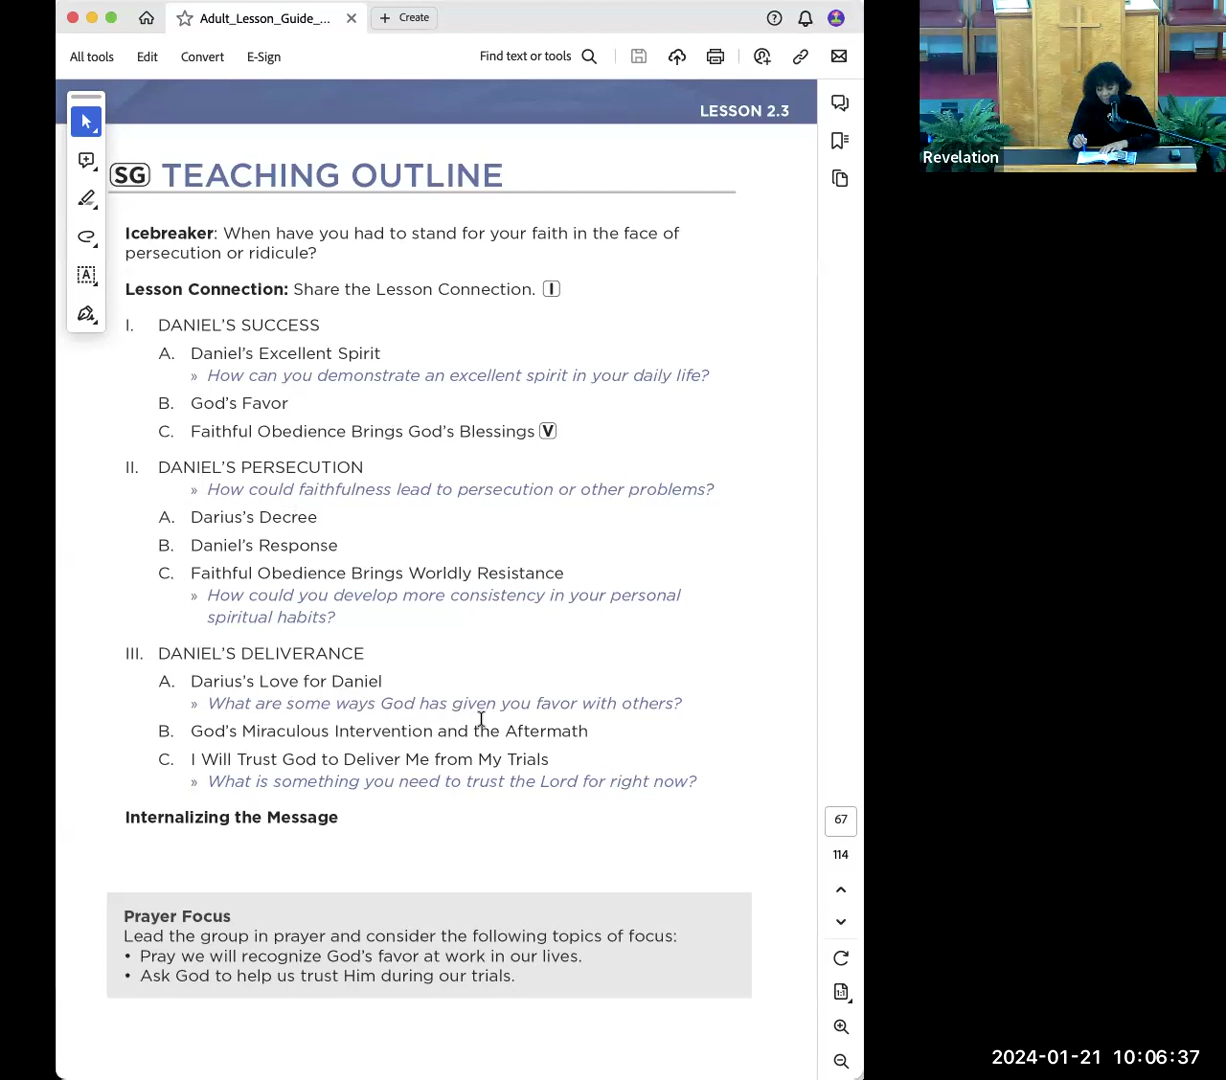 Adult_Lesson_Guide_...
Create
All tools
Edit
Convert
E-Sign
Find text or tools
LESSON 2.3
SG TEACHING OUTLINE
Icebreaker: When have you had to stand for your faith in the face of
persecution or ridicule?
Lesson Connection: Share the Lesson Connection. I
I. DANIEL'S SUCCESS
A. Daniel's Excellent Spirit
» How can you demonstrate an excellent spirit in your daily life?
B. God's Favor
C. Faithful Obedience Brings God's Blessings V
II. DANIEL'S PERSECUTION
» How could faithfulness lead to persecution or other problems?
A. Darius's Decree
B. Daniel's Response
C. Faithful Obedience Brings Worldly Resistance
» How could you develop more consistency in your personal
spiritual habits?
III. DANIEL'S DELIVERANCE
A. Darius's Love for Daniel
» What are some ways God has given you favor with others?
B. God's Miraculous Intervention and the Aftermath
C. I Will Trust God to Deliver Me from My Trials
» What is something you need to trust the Lord for right now?
Internalizing the Message
Prayer Focus
Lead the group in prayer and consider the following topics of focus:
• Pray we will recognize God's favor at work in our lives.
• Ask God to help us trust Him during our trials.
67
114
1:1
Revelation
2024-01-21 10:06:37